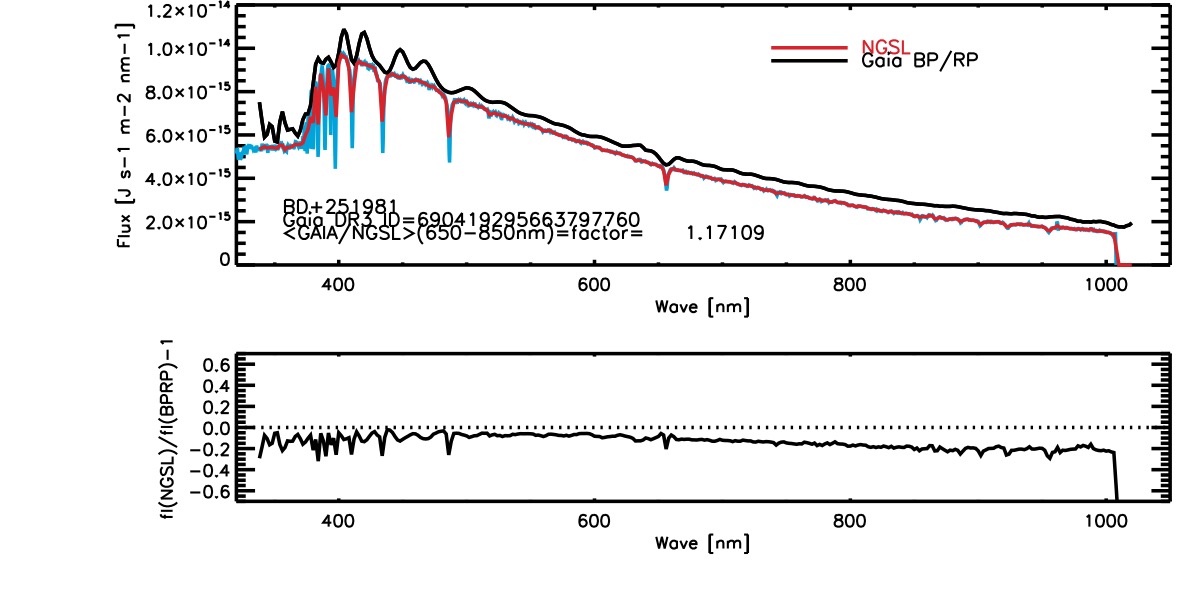 1.2×10−14
1.0×10−14
8.0×10−15
6.0×10−15
4.0×10−15
2.0×10−15
0
Flux [J s−1 m−2 nm−1]
NGSL
Gaia BP/RP
BD+251981
Gaia DR3 ID=690419295663797760
<GAIA/NGSL>(650−850nm)=factor= 1.17109
400 600 800 1000
Wave [nm]
0.6
0.4
0.2
0.0
−0.2
−0.4
−0.6
fl(NGSL)/fl(BPRP)−1
400 600 800 1000
Wave [nm]